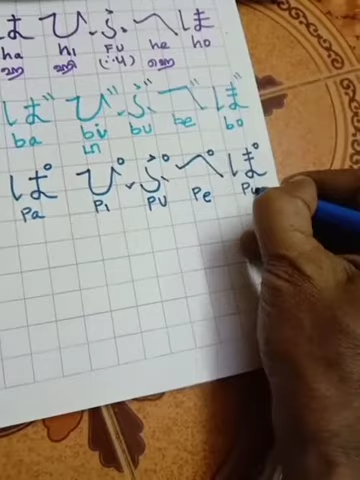 は ひ ふ へ ほ
ha hi FU he ho
ഹ ഹി ഹെ
ば び ぶ べ ぼ
ba bi bu be bo
ぱ ぴ ぷ ぺ ぽ
pa pi pu pe